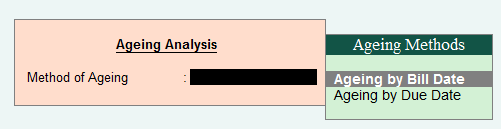 Ageing Analysis
Method of Ageing :
Ageing Methods
Ageing by Bill Date
Ageing by Due Date